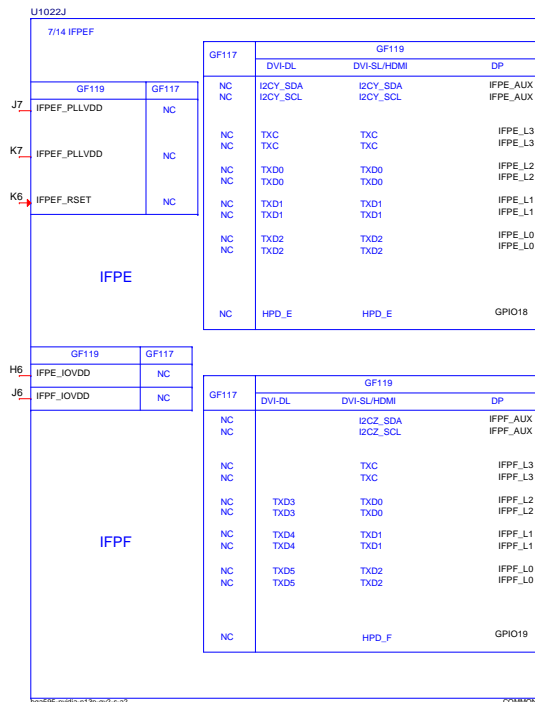 U1022J
7/14 IFPEF
GF117 GF119
DVI-DL DVI-SL/HDMI DP
NC I2CY_SDA I2CY_SDA IFPE_AUX
NC I2CY_SCL I2CY_SCL IFPE_AUX
GF119 GF117
J7 IFPEF_PLLVDD NC
NC TXC TXC IFPE_L3
NC TXC TXC IFPE_L3
K7 IFPEF_PLLVDD NC
NC TXD0 TXD0 IFPE_L2
NC TXD0 TXD0 IFPE_L2
K6 IFPEF_RSET NC
NC TXD1 TXD1 IFPE_L1
NC TXD1 TXD1 IFPE_L1
NC TXD2 TXD2 IFPE_L0
NC TXD2 TXD2 IFPE_L0
IFPE
NC HPD_E HPD_E GPIO18
GF119 GF117
H6 IFPE_IOVDD NC
J6 IFPF_IOVDD NC
GF117 GF119
DVI-DL DVI-SL/HDMI DP
NC I2CZ_SDA IFPF_AUX
NC I2CZ_SCL IFPF_AUX
NC TXC IFPF_L3
NC TXC IFPF_L3
NC TXD3 TXD0 IFPF_L2
NC TXD3 TXD0 IFPF_L2
IFPF
NC TXD4 TXD1 IFPF_L1
NC TXD4 TXD1 IFPF_L1
NC TXD5 TXD2 IFPF_L0
NC TXD5 TXD2 IFPF_L0
NC HPD_F GPIO19